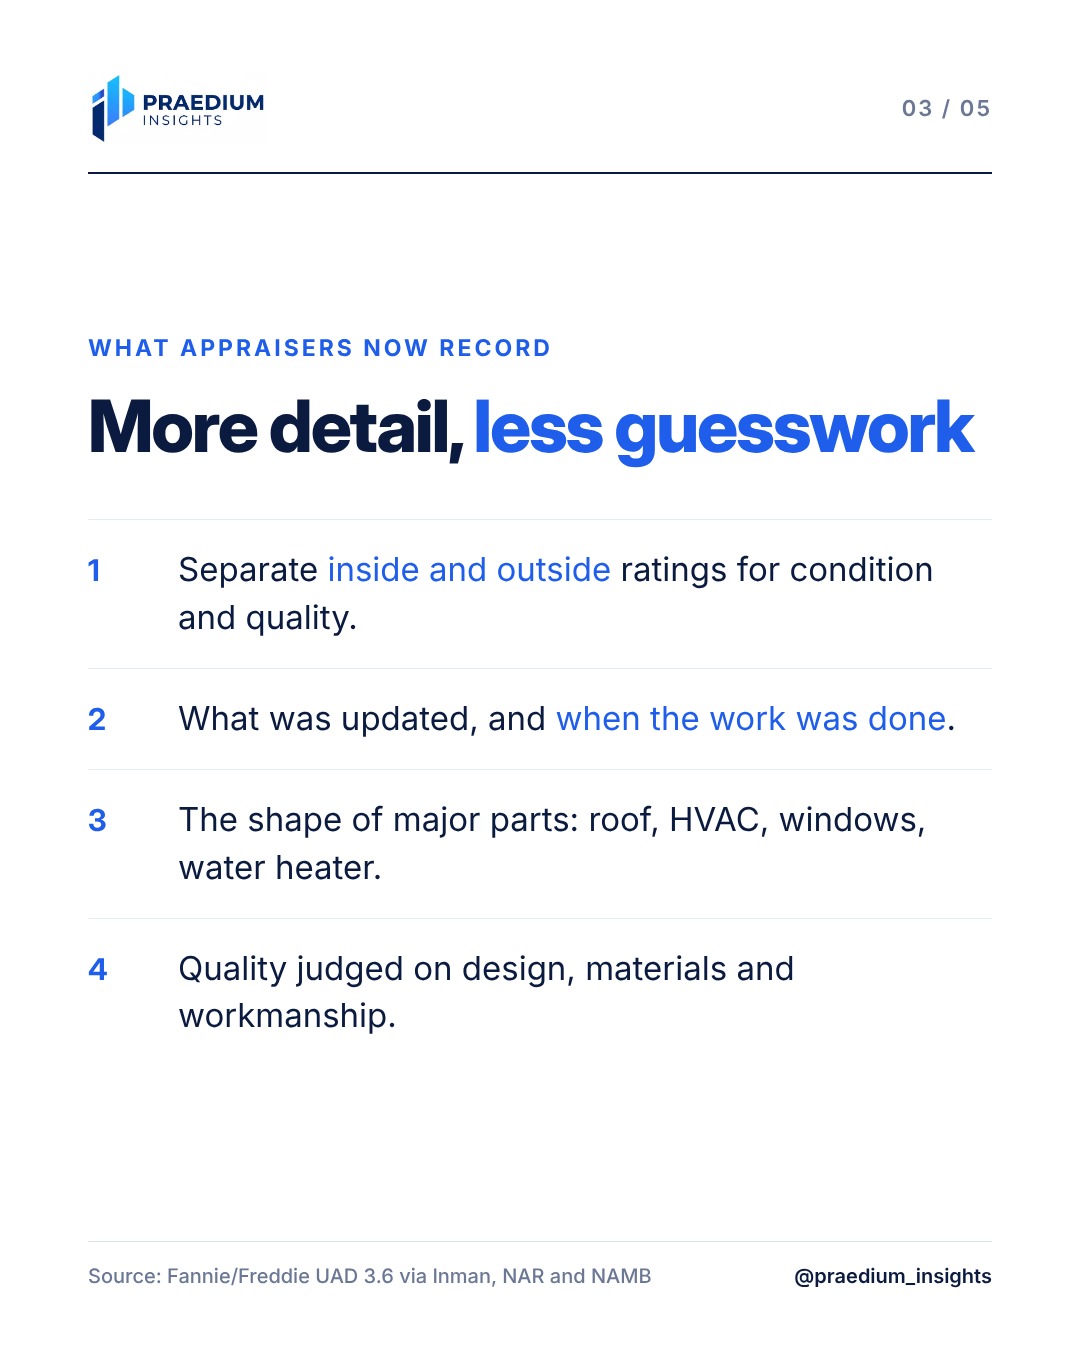 PRAEDIUM
INSIGHTS
03 / 05
WHAT APPRAISERS NOW RECORD
More detail, less guesswork
1 Separate inside and outside ratings for condition
and quality.
2 What was updated, and when the work was done.
3 The shape of major parts: roof, HVAC, windows,
water heater.
4 Quality judged on design, materials and
workmanship.
Source: Fannie/Freddie UAD 3.6 via Inman, NAR and NAMB
@praedium_insights